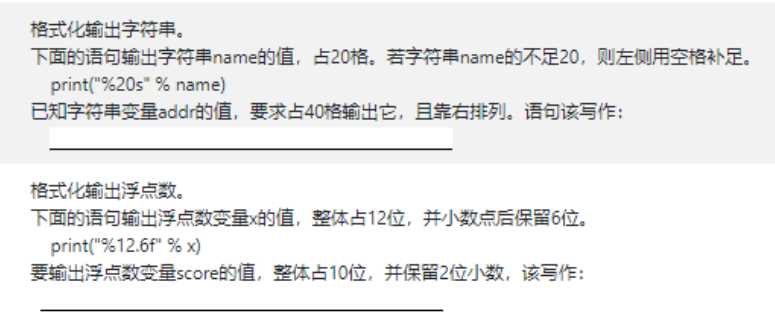 格式化输出字符串。
下面的语句输出字符串name的值，占20格。若字符串name的不足20，则左侧用空格补足。
print("%20s" % name)
已知字符串变量addr的值，要求占40格输出它，且靠右排列。语句该写作：
格式化输出浮点数。
下面的语句输出浮点数变量x的值，整体占12位，并小数点后保留6位。
print("%12.6f" % x)
要输出浮点数变量score的值，整体占10位，并保留2位小数，该写作：